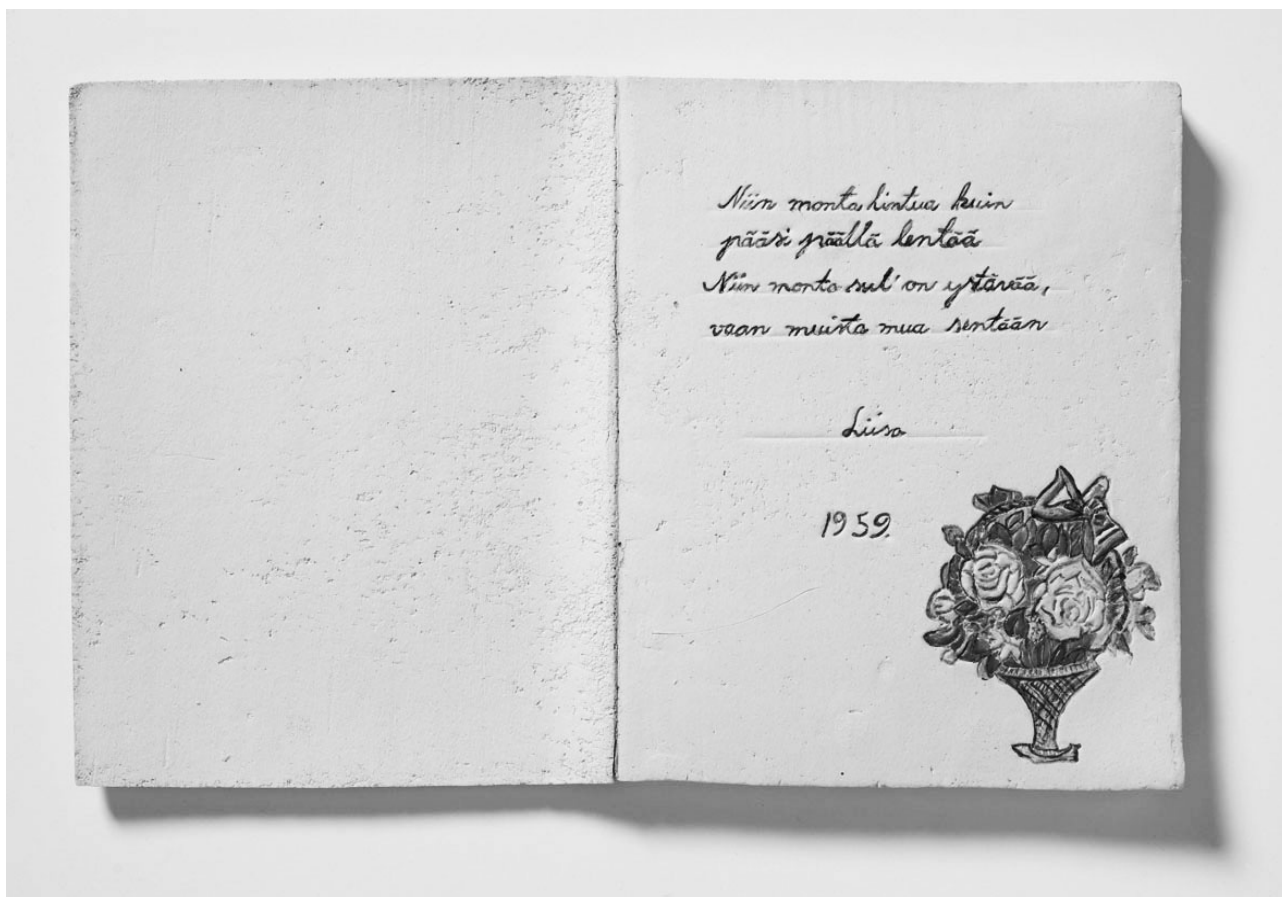 Niin monta lintua kuin
pääsi päällä lentää
Niin monta sul' on ystävää,
vaan muista mua sentään
Liisa
1959.